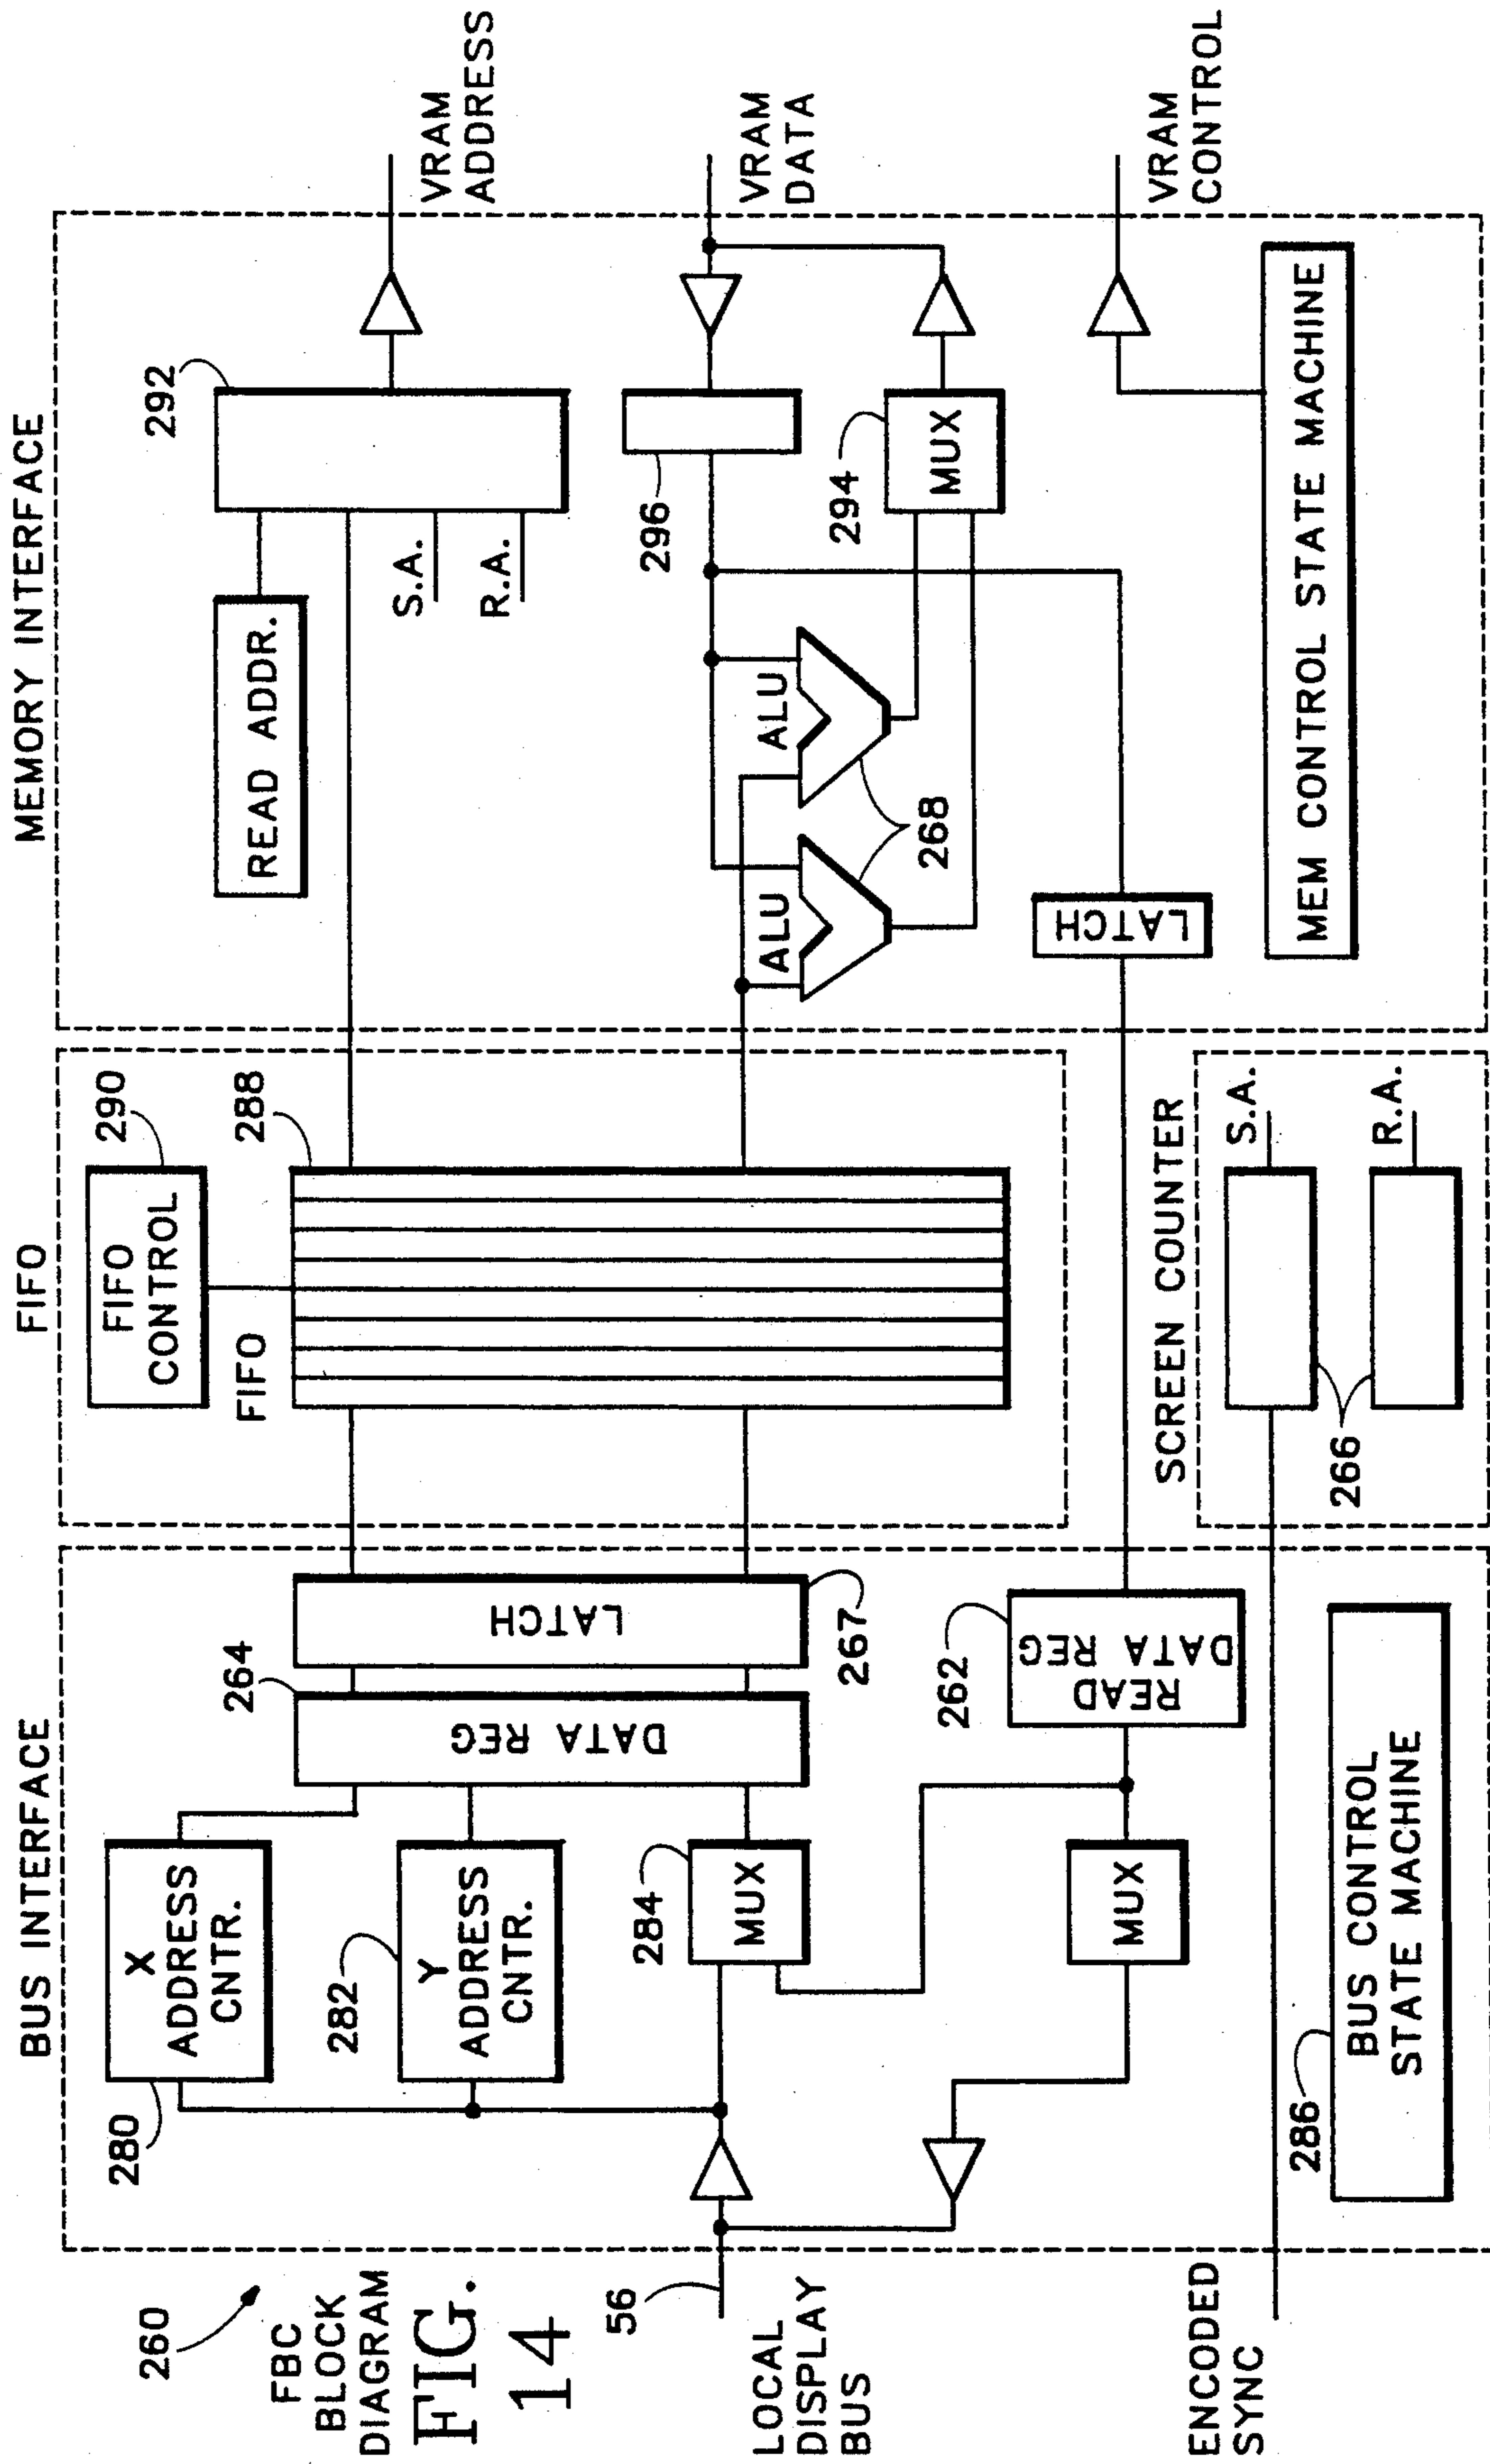 BUS INTERFACE
FIFO
MEMORY INTERFACE
260
FBC
BLOCK
DIAGRAM
FIG.
14
280
X
ADDRESS
CNTR.
282
Y
ADDRESS
CNTR.
264
DATA REG
LATCH
267
284
MUX
56
LOCAL
DISPLAY
BUS
262
READ
DATA REG
MUX
286
BUS CONTROL
STATE MACHINE
ENCODED
SYNC
290
FIFO
CONTROL
FIFO
288
SCREEN COUNTER
S.A.
R.A.
266
READ ADDR.
292
S.A.
R.A.
VRAM
ADDRESS
296
VRAM
DATA
ALU
ALU
268
294
MUX
LATCH
VRAM
CONTROL
MEM CONTROL STATE MACHINE